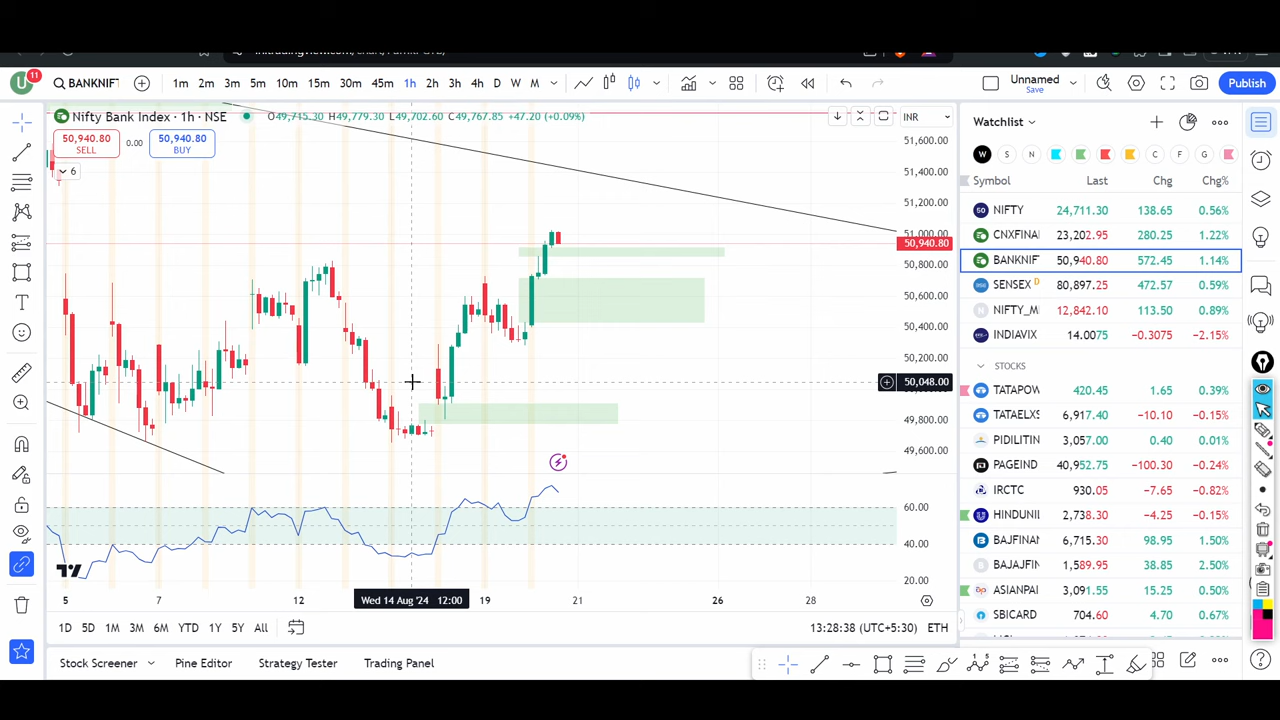 11
BANKNIFT
1m 2m 3m 5m 10m 15m 30m 45m 1h 2h 3h 4h D W M
Unnamed
Save
Publish
Nifty Bank Index · 1h · NSE
O49,715.30 H49,779.30 L49,702.60 C49,767.85 +47.20 (+0.09%)
INR
50,940.80
SELL
0.00
50,940.80
BUY
6
51,600.00
51,400.00
51,200.00
51,000.00
50,940.80
50,800.00
50,600.00
50,400.00
50,200.00
50,048.00
49,800.00
49,600.00
60.00
40.00
20.00
5 7 12 Wed 14 Aug '24 12:00 19 21 26 28
1D 5D 1M 3M 6M YTD 1Y 5Y All
13:28:38 (UTC+5:30) ETH
Stock Screener Pine Editor Strategy Tester Trading Panel
Watchlist
W S N C F G
Symbol Last Chg Chg%
NIFTY 24,711.30 138.65 0.56%
CNXFINA 23,202.95 280.25 1.22%
BANKNIF 50,940.80 572.45 1.14%
SENSEX D 80,897.25 472.57 0.59%
NIFTY_M 12,842.10 113.50 0.89%
INDIAVIX 14.0075 -0.3075 -2.15%
STOCKS
TATAPOW 420.45 1.65 0.39%
TATAELXS 6,917.40 -10.10 -0.15%
PIDILITIN 3,057.00 0.40 0.01%
PAGEIND 40,952.75 -100.30 -0.24%
IRCTC 930.05 -7.65 -0.82%
HINDUNIL 2,738.30 -4.25 -0.15%
BAJFINAN 6,715.30 98.95 1.50%
BAJAJFIN 1,589.95 38.85 2.50%
ASIANPAI 3,091.55 15.25 0.50%
SBICARD 704.60 4.70 0.67%